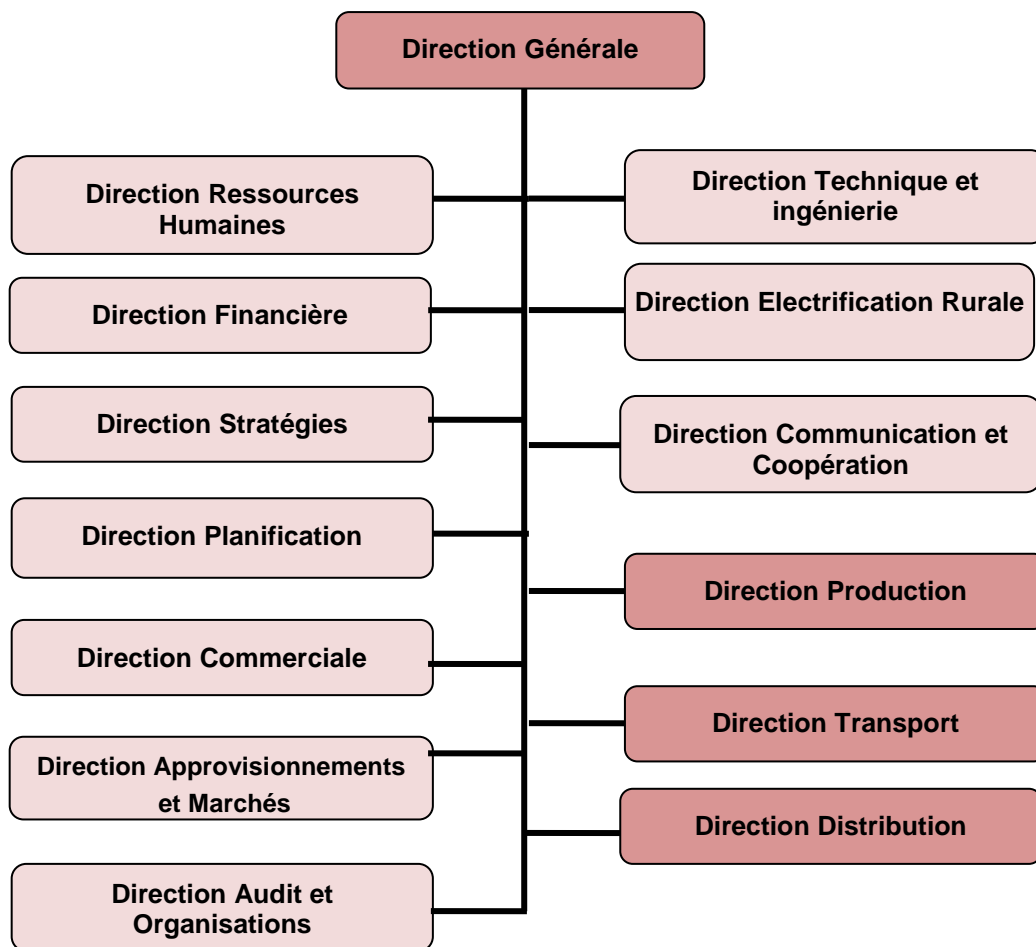 Direction Générale
Direction Ressources
Humaines
Direction Technique et
ingénierie
Direction Financière
Direction Electrification Rurale
Direction Stratégies
Direction Communication et
Coopération
Direction Planification
Direction Production
Direction Commerciale
Direction Transport
Direction Approvisionnements
et Marchés
Direction Distribution
Direction Audit et
Organisations